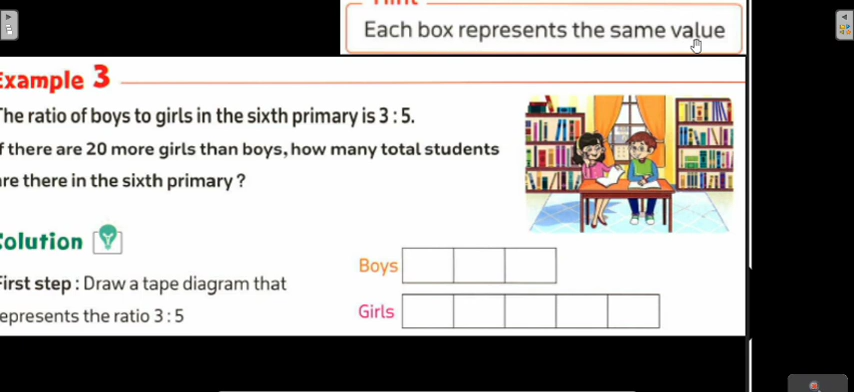 Each box represents the same value
Example 3
The ratio of boys to girls in the sixth primary is 3 : 5.
If there are 20 more girls than boys, how many total students
are there in the sixth primary ?
Solution
First step : Draw a tape diagram that
represents the ratio 3 : 5
Boys
Girls